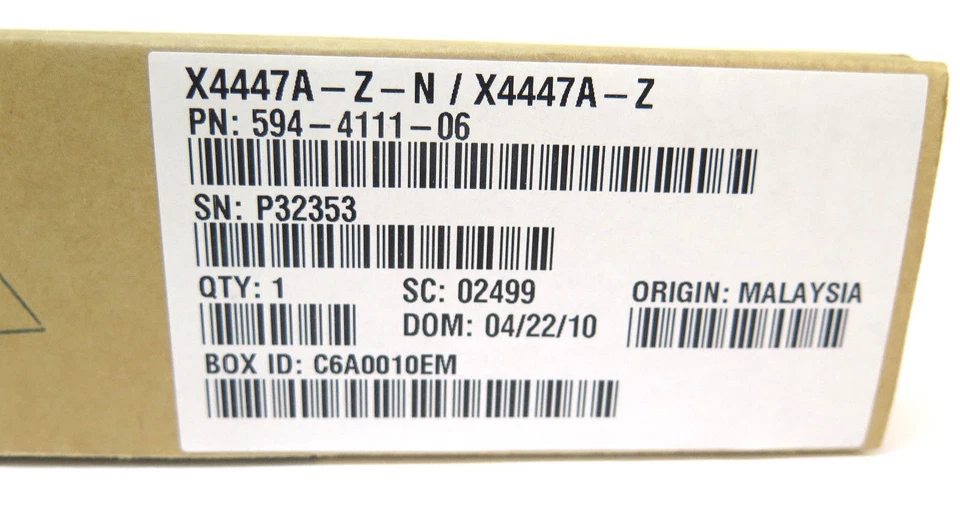 X4447A-Z-N / X4447A-Z
PN: 594-4111-06
SN: P32353
QTY: 1 SC: 02499 ORIGIN: MALAYSIA
DOM: 04/22/10
BOX ID: C6A0010EM